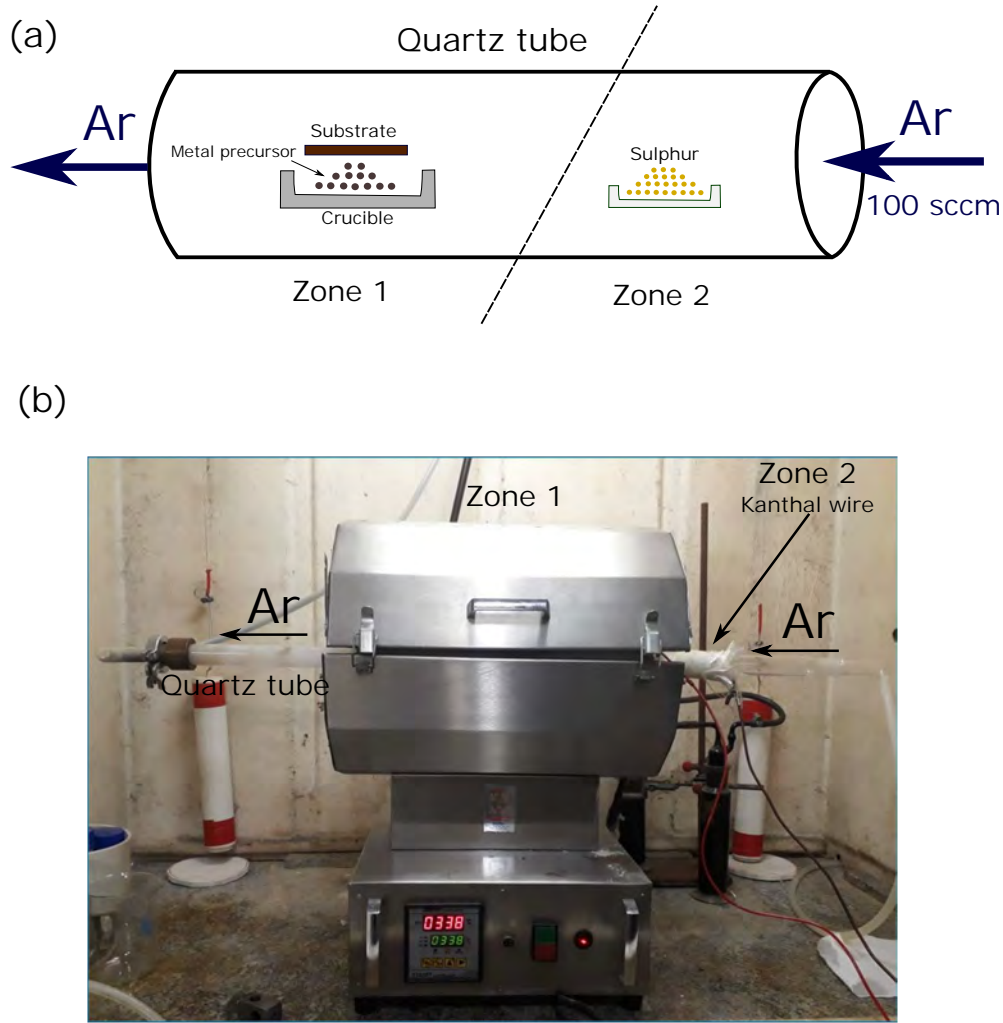 (a)
Quartz tube
Ar
Ar
Substrate
Metal precursor
Sulphur
Crucible
100 sccm
Zone 1
Zone 2
(b)
Zone 2
Kanthal wire
Zone 1
Ar
Ar
Quartz tube
0338
0338